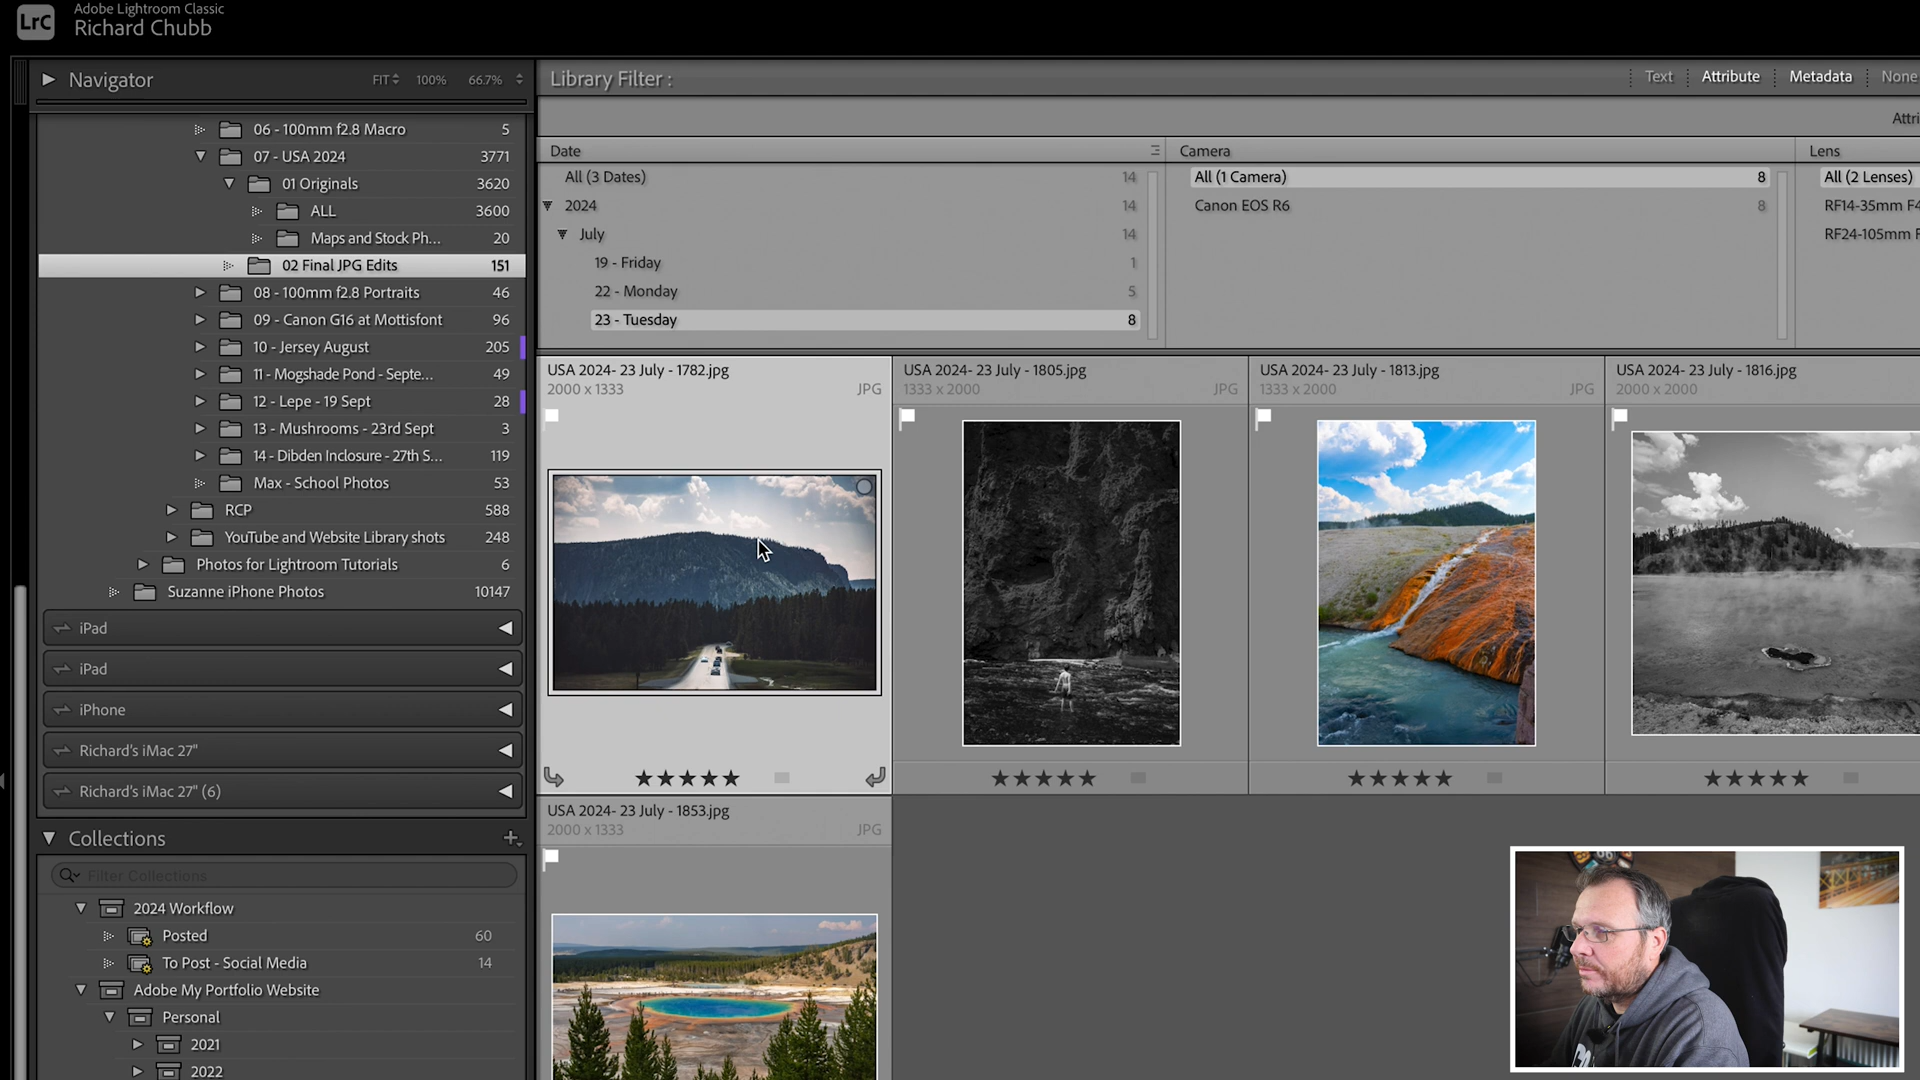 LrC
Adobe Lightroom Classic
Richard Chubb
Navigator FIT 100% 66.7%
06 - 100mm f2.8 Macro 5
07 - USA 2024 3771
01 Originals 3620
ALL 3600
Maps and Stock Ph... 20
02 Final JPG Edits 151
08 - 100mm f2.8 Portraits 46
09 - Canon G16 at Mottisfont 96
10 - Jersey August 205
11 - Mogshade Pond - Septe... 49
12 - Lepe - 19 Sept 28
13 - Mushrooms - 23rd Sept 3
14 - Dibden Inclosure - 27th S... 119
Max - School Photos 53
RCP 588
YouTube and Website Library shots 248
Photos for Lightroom Tutorials 6
Suzanne iPhone Photos 10147
iPad
iPad
iPhone
Richard's iMac 27"
Richard's iMac 27" (6)
Collections
Filter Collections
2024 Workflow
Posted 60
To Post - Social Media 14
Adobe My Portfolio Website
Personal
2021
2022
Library Filter : Text Attribute Metadata None
Attri
Date Camera Lens
All (3 Dates) 14
2024 14
July 14
19 - Friday 1
22 - Monday 5
23 - Tuesday 8
All (1 Camera) 8
Canon EOS R6 8
All (2 Lenses)
RF14-35mm F4
RF24-105mm F
USA 2024- 23 July - 1782.jpg
2000 x 1333 JPG
USA 2024- 23 July - 1805.jpg
1333 x 2000 JPG
USA 2024- 23 July - 1813.jpg
1333 x 2000 JPG
USA 2024- 23 July - 1816.jpg
2000 x 2000
USA 2024- 23 July - 1853.jpg
2000 x 1333 JPG